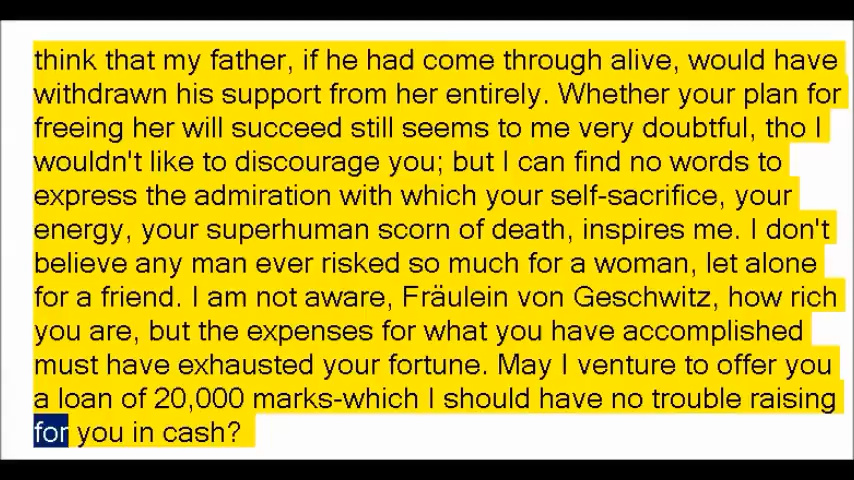 think that my father, if he had come through alive, would have
withdrawn his support from her entirely. Whether your plan for
freeing her will succeed still seems to me very doubtful, tho I
wouldn't like to discourage you; but I can find no words to
express the admiration with which your self-sacrifice, your
energy, your superhuman scorn of death, inspires me. I don't
believe any man ever risked so much for a woman, let alone
for a friend. I am not aware, Fräulein von Geschwitz, how rich
you are, but the expenses for what you have accomplished
must have exhausted your fortune. May I venture to offer you
a loan of 20,000 marks-which I should have no trouble raising
for you in cash?